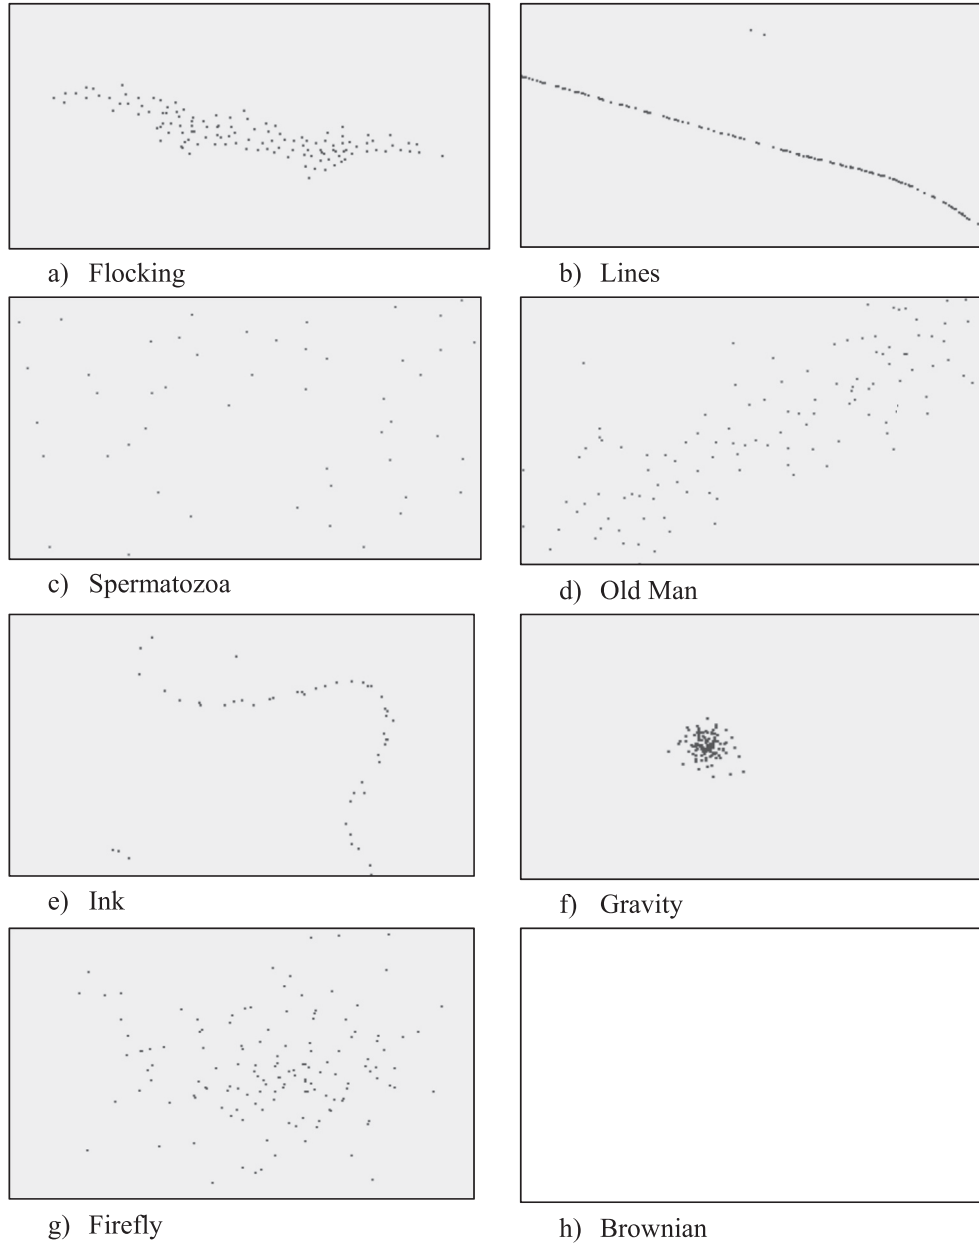 a) Flocking
b) Lines
c) Spermatozoa
d) Old Man
e) Ink
f) Gravity
g) Firefly
h) Brownian